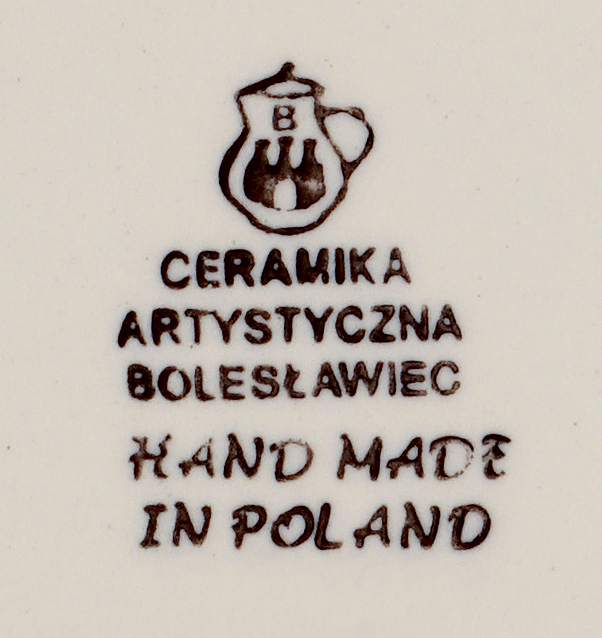 B
CERAMIKA
ARTYSTYCZNA
BOLESŁAWIEC
HAND MADE
IN POLAND